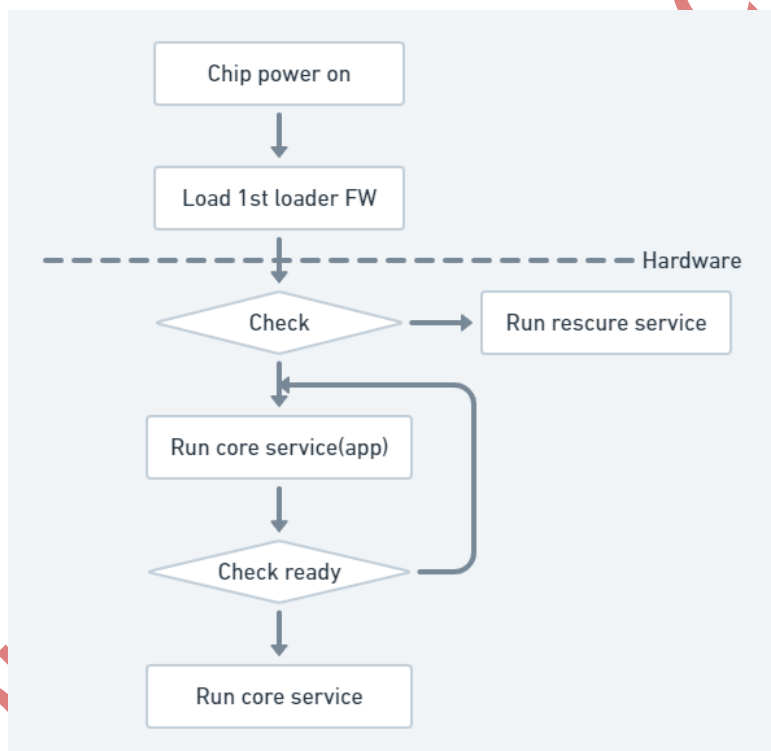 Chip power on
Load 1st loader FW
Hardware
Check
Run rescure service
Run core service(app)
Check ready
Run core service